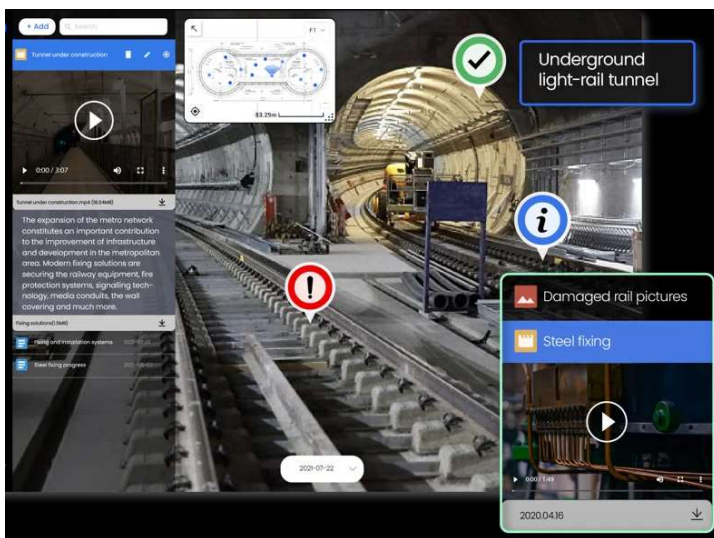 + Add
Search
Tunnel under construction
0:00 / 3:07
Tunnel under construction.mp4
The expansion of the metro network
constitutes an important contribution
to the improvement of infrastructure
and development in the metropolitan
area. Modern fixing solutions are
securing the railway equipment, fire
protection systems, signalling tech-
nology, media conduits, the wall
covering and much more.
Fixing solutions(1.5MB)
Fixing and installation systems
Steel fixing progress
FT
83.29m
Underground
light-rail tunnel
i
!
Damaged rail pictures
Steel fixing
0:00 / 1:49
2020.04.16
2021-07-22